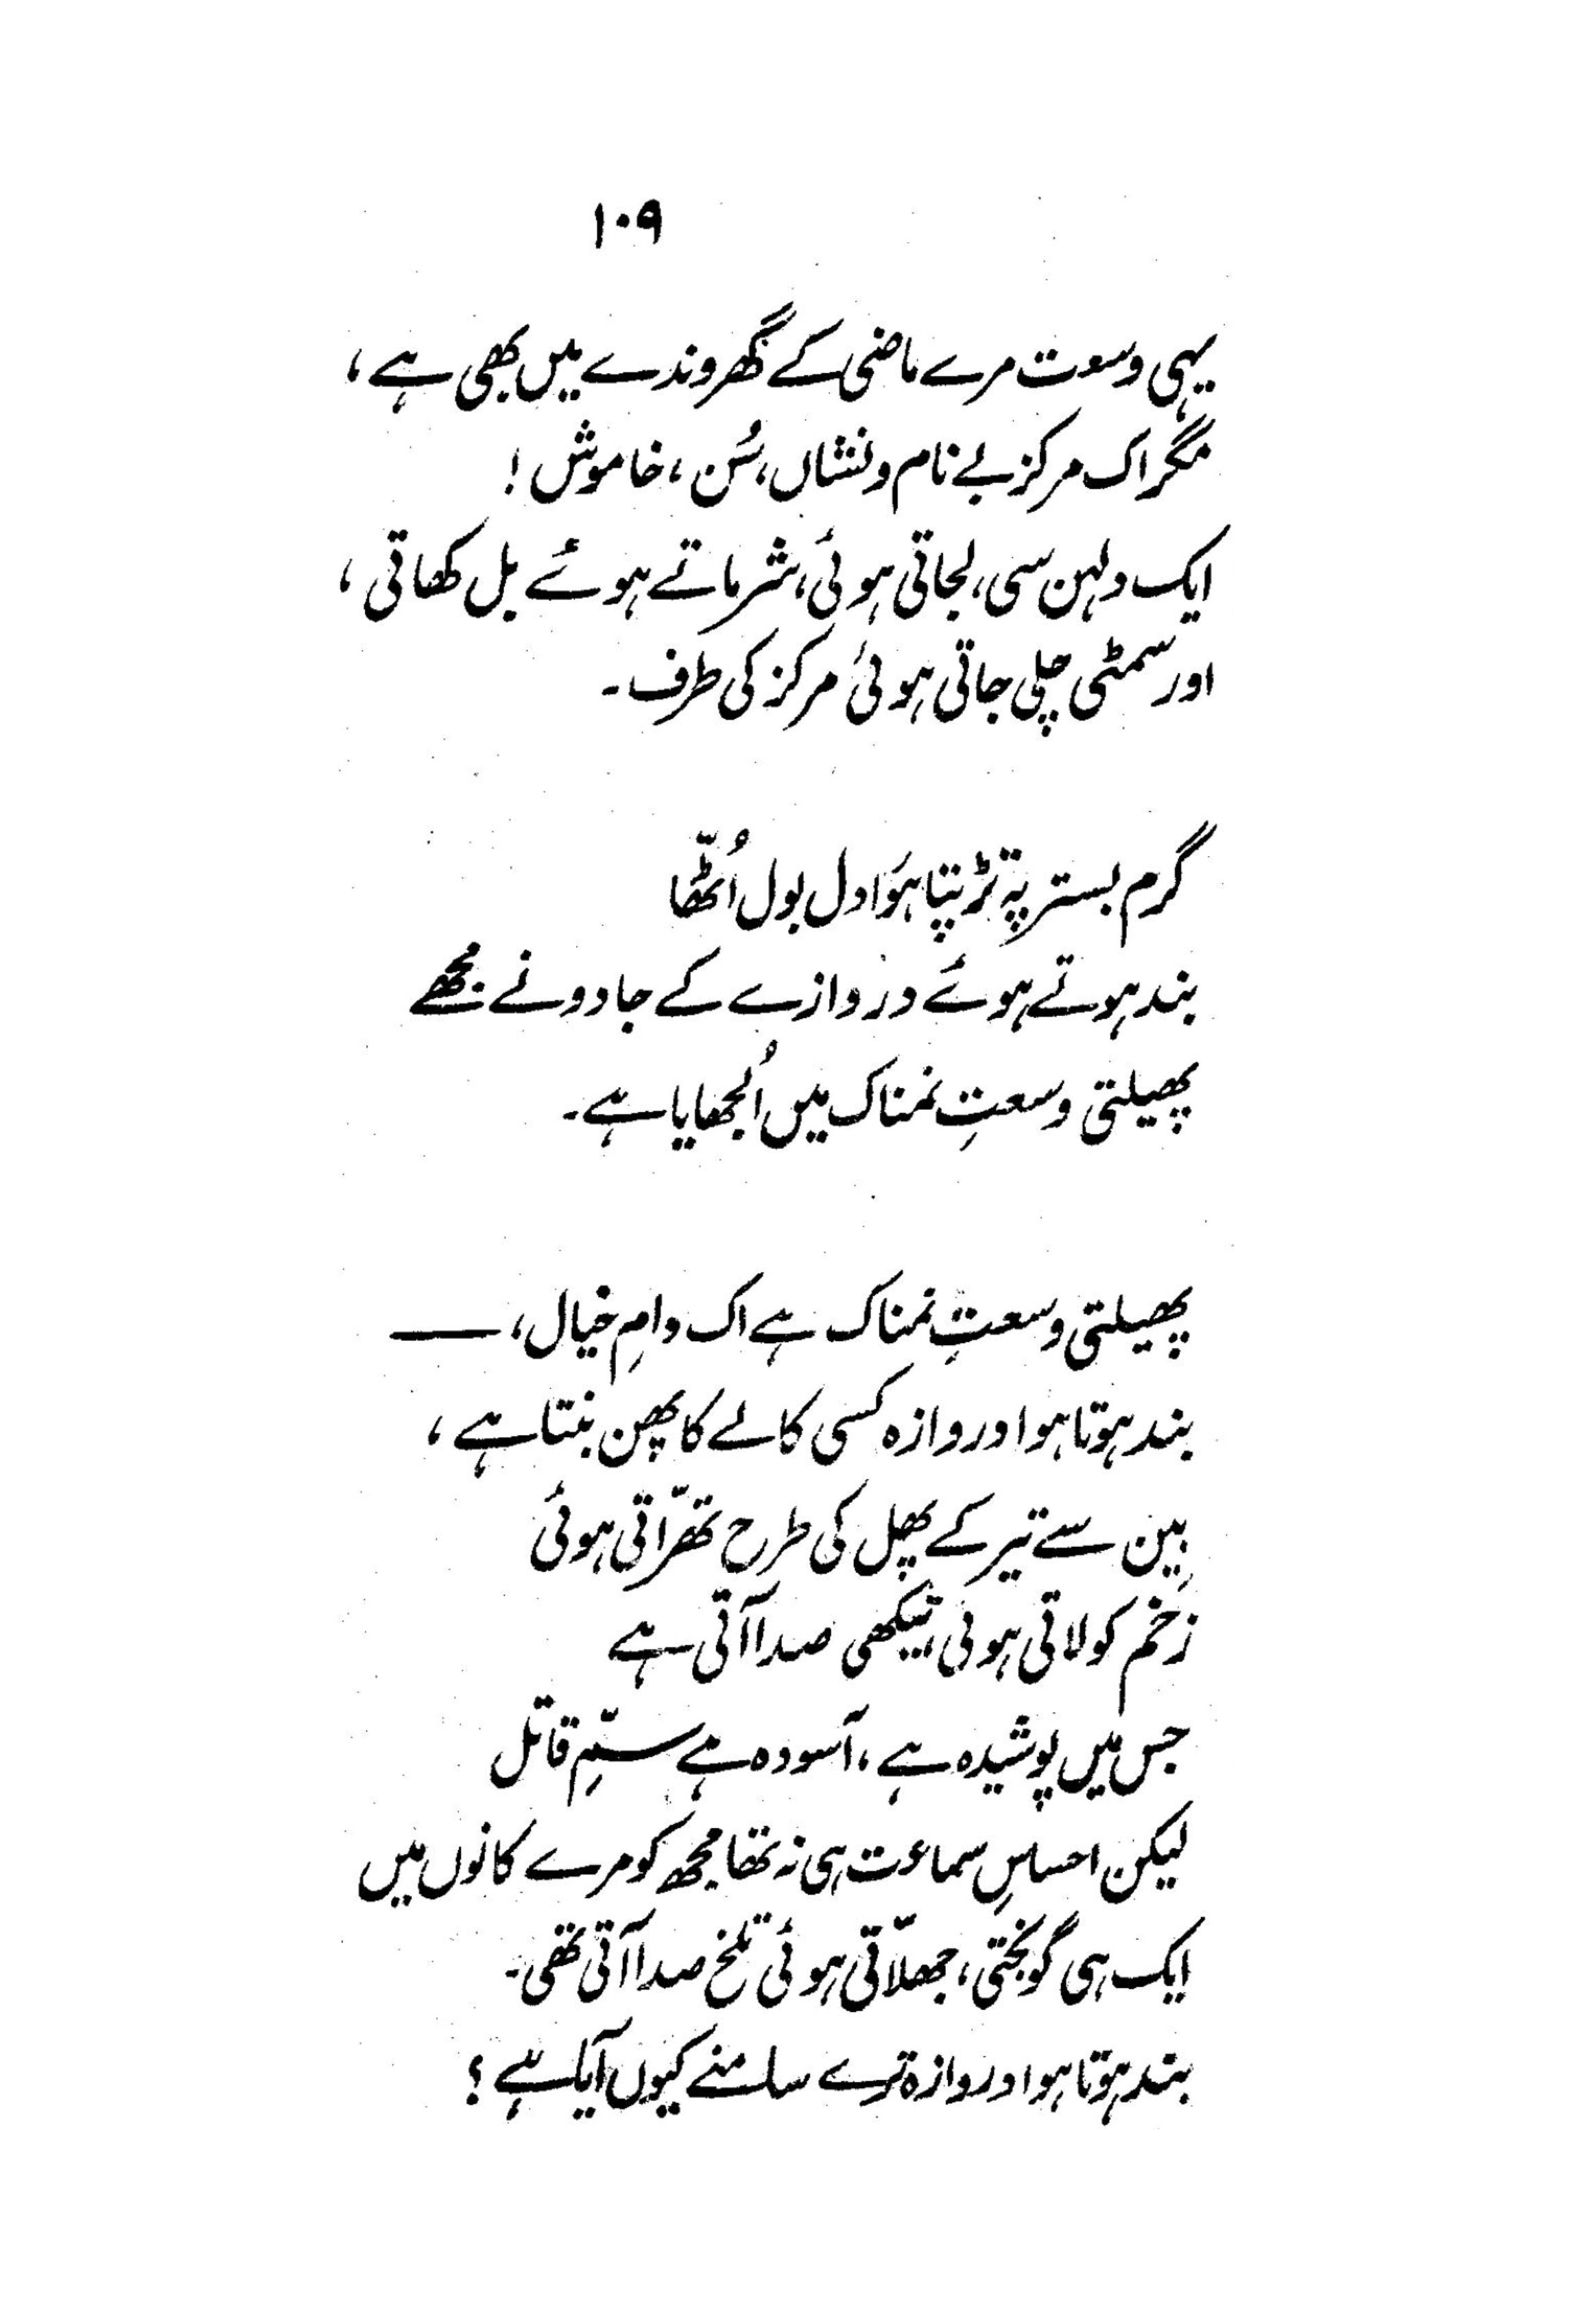 ۱۰۹
یہی وسعت مرے ماضی کے گھروندے میں بھی ہے،
مگر اک مرکز بے نام و نشاں، سُن، خاموش!
ایک دلہن سی، لجاتی ہوئی، شرماتے ہوئے بل کھاتی،
اور سمٹی چلی جاتی ہوئی مرکز کی طرف۔
گرم بستر پہ تڑپتا ہؤا دل بول اُٹھّا
بند ہوتے ہوئے دروازے کے جادو نے مجھے
پھیلتی وسعتِ نمناک میں اُلجھایا ہے۔
پھیلتی وسعتِ نمناک ہے اک دامِ خیال، ——
بند ہوتا ہوا دروازہ کسی کالے کا پھن بنتا ہے،
بِین سے تیر کے پھل کی طرح تھرّاتی ہوئی
زخم کو لاتی ہوئی تیکھی صدا آتی ہے
جس میں پوشیدہ ہے، آسودہ ہے سمِّ قاتل
لیکن احساسِ سماعت ہی نہ تھا مجھ کو مرے کانوں میں
ایک ہی گونجتی، جھلّاتی ہوئی تلخ صدا آتی تھی۔
بند ہوتا ہوا دروازہ ترے سامنے کیوں آیا ہے؟